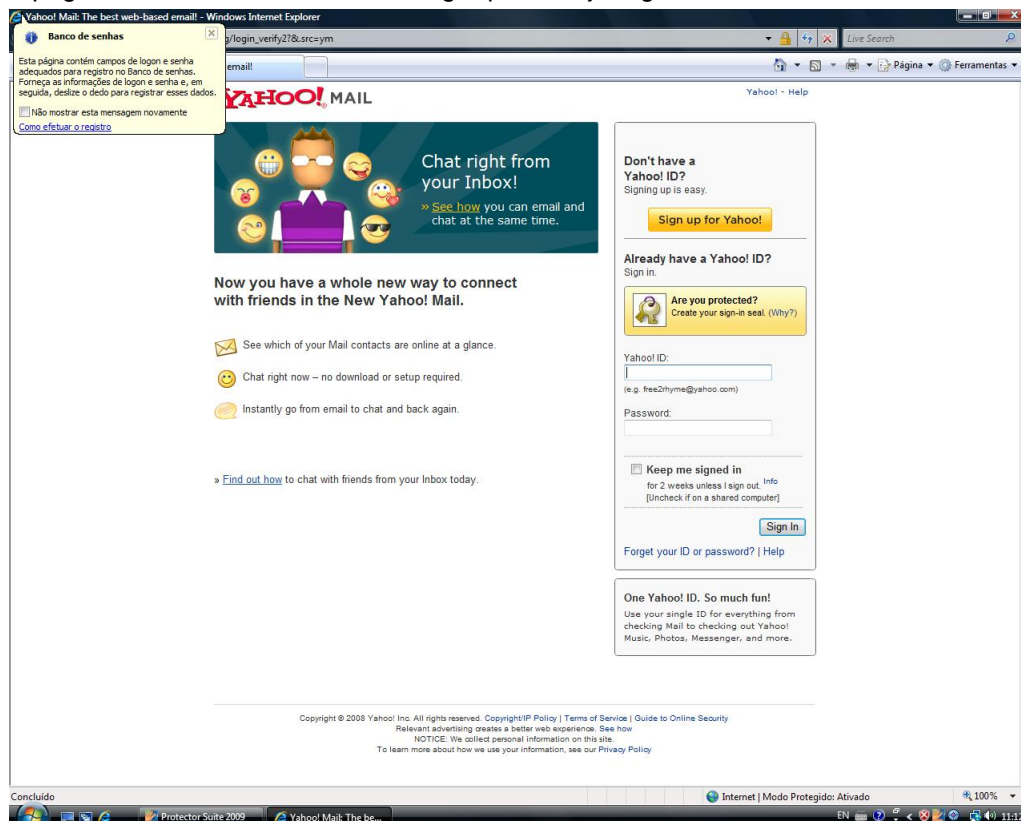 Yahoo! Mail: The best web-based email! - Windows Internet Explorer
Banco de senhas
Esta página contém campos de logon e senha
adequados para registro no Banco de senhas.
Forneça as informações de logon e senha e, em
seguida, deslize o dedo para registrar esses dados.
Não mostrar esta mensagem novamente
Como efetuar o registro
/login_verify2?&.src=ym
Live Search
email!
Página
Ferramentas
YAHOO! MAIL
Yahoo! - Help
Chat right from
your Inbox!
» See how you can email and
chat at the same time.
Now you have a whole new way to connect
with friends in the New Yahoo! Mail.
See which of your Mail contacts are online at a glance.
Chat right now – no download or setup required.
Instantly go from email to chat and back again.
» Find out how to chat with friends from your Inbox today.
Don't have a
Yahoo! ID?
Signing up is easy.
Sign up for Yahoo!
Already have a Yahoo! ID?
Sign in.
Are you protected?
Create your sign-in seal. (Why?)
Yahoo! ID:
(e.g. free2rhyme@yahoo.com)
Password:
Keep me signed in
for 2 weeks unless I sign out. Info
[Uncheck if on a shared computer]
Sign In
Forget your ID or password? | Help
One Yahoo! ID. So much fun!
Use your single ID for everything from
checking Mail to checking out Yahoo!
Music, Photos, Messenger, and more.
Copyright © 2008 Yahoo! Inc. All rights reserved. Copyright/IP Policy | Terms of Service | Guide to Online Security
Relevant advertising creates a better web experience. See how
NOTICE: We collect personal information on this site.
To learn more about how we use your information, see our Privacy Policy
Concluído
Internet | Modo Protegido: Ativado
100%
Protector Suite 2009
Yahoo! Mail: The be...
EN
11:12